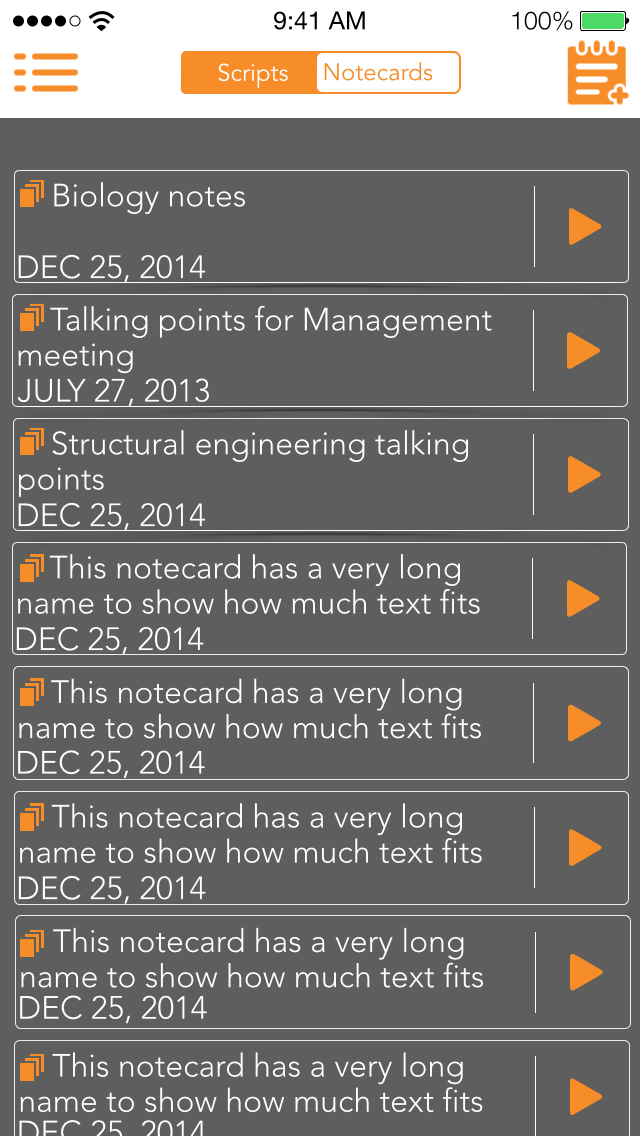 9:41 AM 100%
Scripts Notecards
Biology notes
DEC 25, 2014
Talking points for Management
meeting
JULY 27, 2013
Structural engineering talking
points
DEC 25, 2014
This notecard has a very long
name to show how much text fits
DEC 25, 2014
This notecard has a very long
name to show how much text fits
DEC 25, 2014
This notecard has a very long
name to show how much text fits
DEC 25, 2014
This notecard has a very long
name to show how much text fits
DEC 25, 2014
This notecard has a very long
name to show how much text fits
DEC 25, 2014